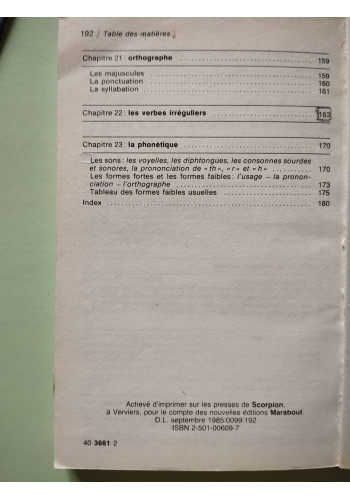 192 / Table des matières
Chapitre 21 : orthographe ........ 159
Les majuscules ........ 159
La ponctuation ........ 160
La syllabation ........ 161
Chapitre 22 : les verbes irréguliers ........ 163
Chapitre 23 : la phonétique ........ 170
Les sons : les voyelles, les diphtongues, les consonnes sourdes
et sonores, la prononciation de « th », « r » et « h » ........ 170
Les formes fortes et les formes faibles : l'usage – la pronon-
ciation – l'orthographe ........ 173
Tableau des formes faibles usuelles ........ 175
Index ........ 180
Achevé d'imprimer sur les presses de Scorpion,
à Verviers, pour le compte des nouvelles éditions Marabout.
D.L. septembre 1985/0099/192
ISBN 2-501-00609-7
40 3661 2